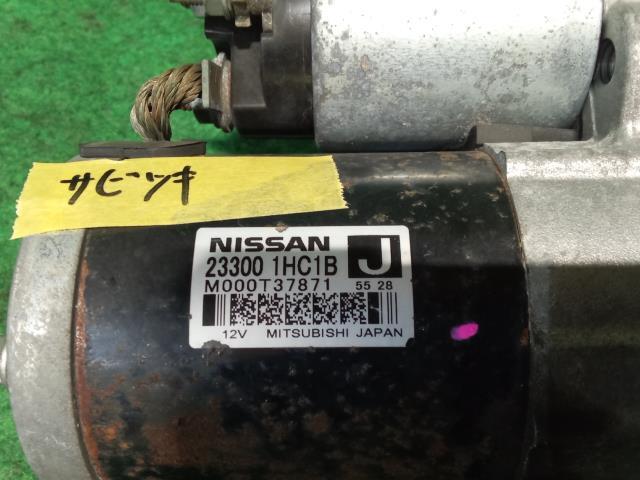 サビツキ
NISSAN
23300 1HC1B J
M000T37871 55 28
12V MITSUBISHI JAPAN